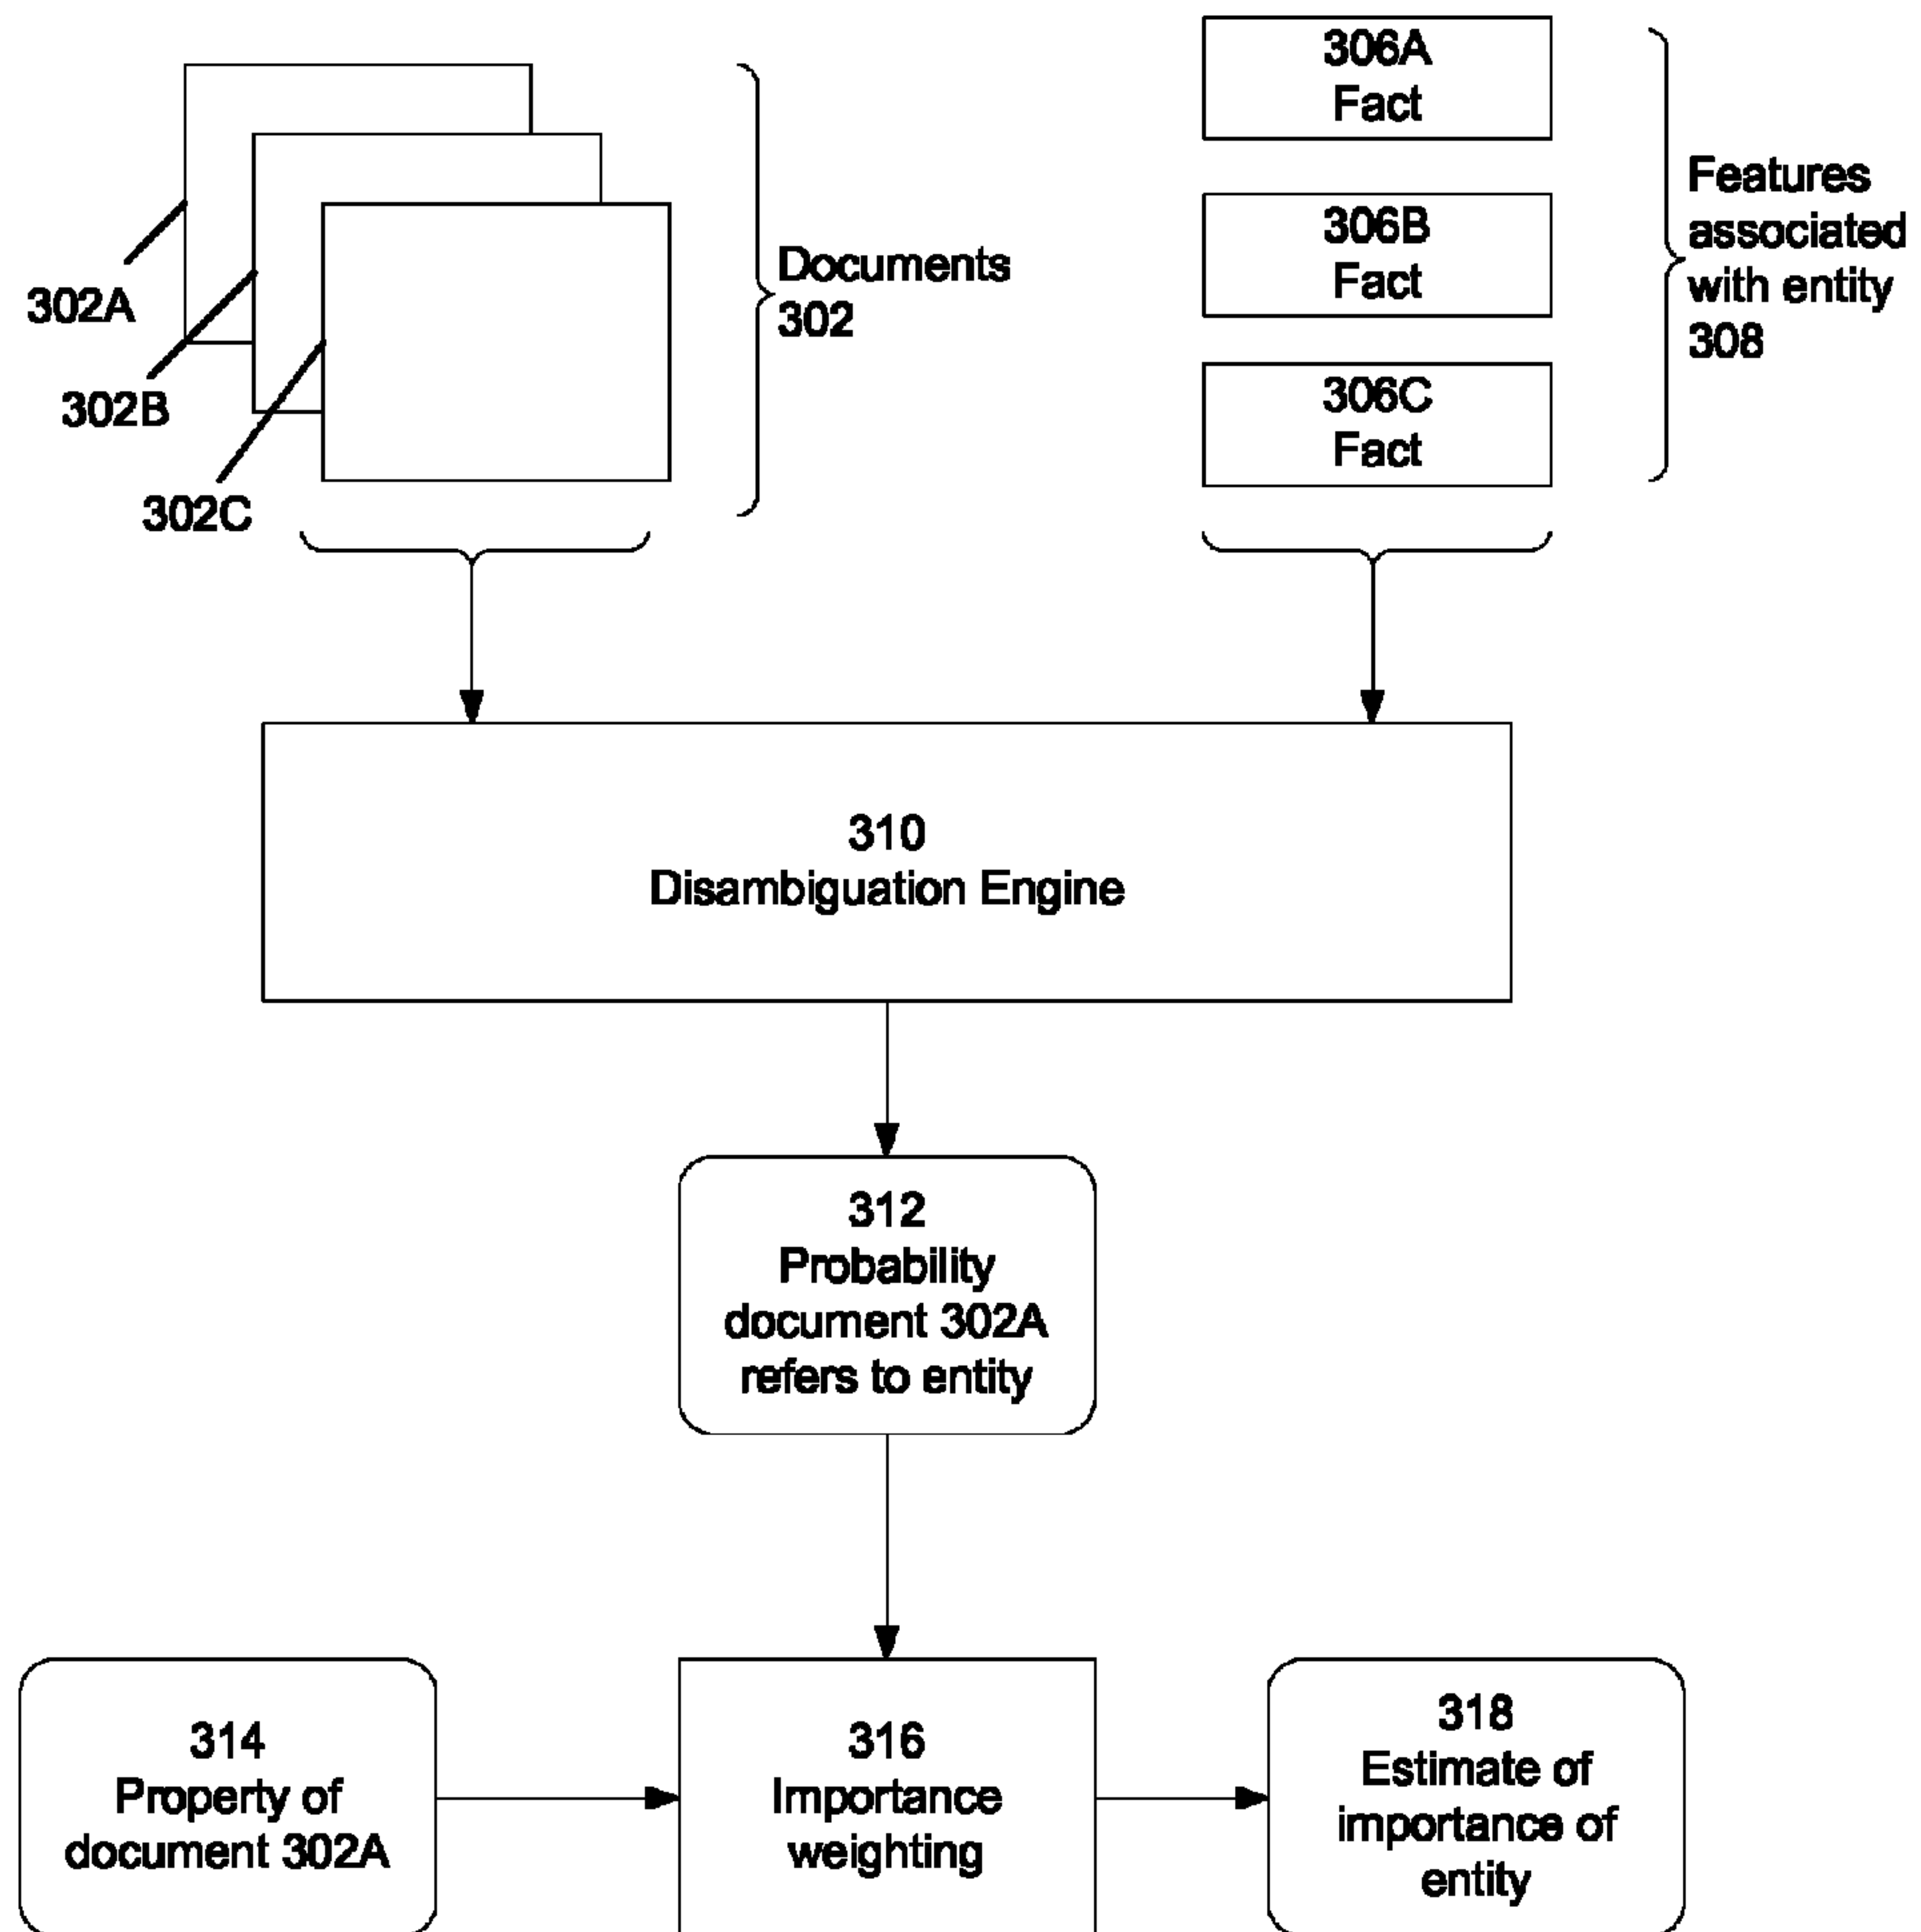 302A
302B
302C
Documents
302
306A
Fact
306B
Fact
306C
Fact
Features
associated
with entity
308
310
Disambiguation Engine
312
Probability
document 302A
refers to entity
314
Property of
document 302A
316
Importance
weighting
318
Estimate of
importance of
entity